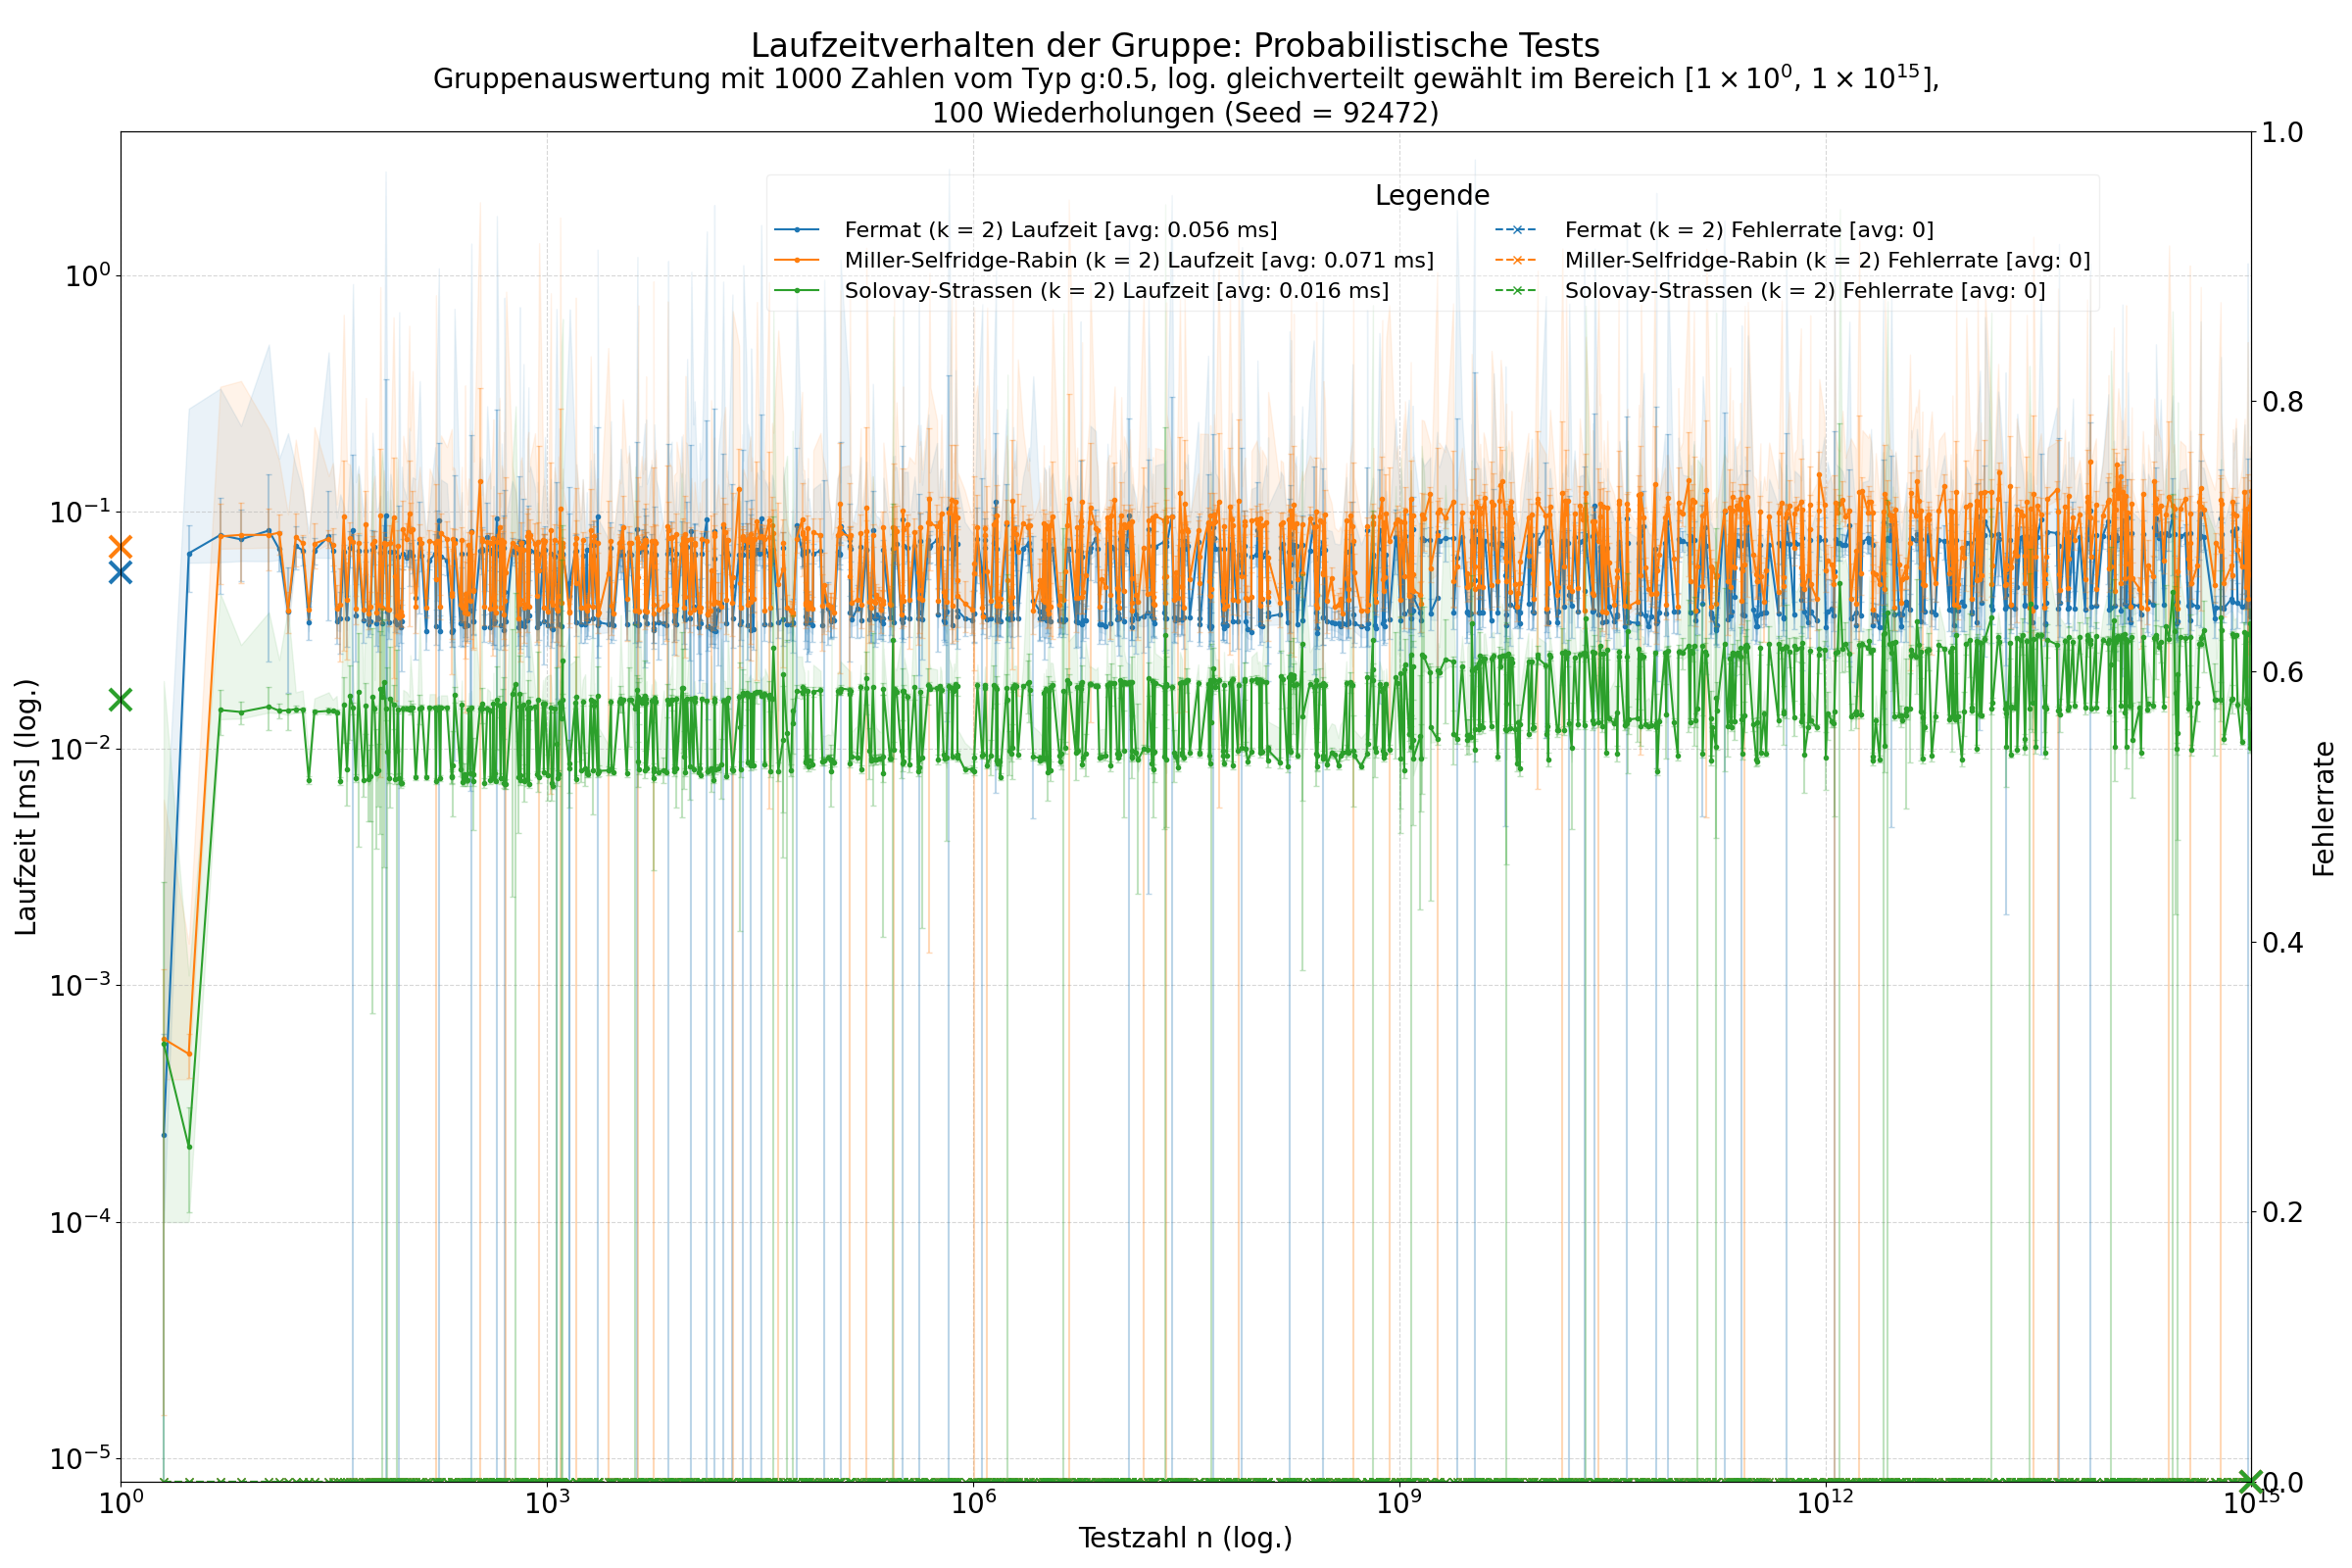 Laufzeitverhalten der Gruppe: Probabilistische Tests
Gruppenauswertung mit 1000 Zahlen vom Typ g:0.5, log. gleichverteilt gewählt im Bereich [1 × 10⁰, 1 × 10¹⁵],
100 Wiederholungen (Seed = 92472)
Legende
Fermat (k = 2) Laufzeit [avg: 0.056 ms]
Miller-Selfridge-Rabin (k = 2) Laufzeit [avg: 0.071 ms]
Solovay-Strassen (k = 2) Laufzeit [avg: 0.016 ms]
Fermat (k = 2) Fehlerrate [avg: 0]
Miller-Selfridge-Rabin (k = 2) Fehlerrate [avg: 0]
Solovay-Strassen (k = 2) Fehlerrate [avg: 0]
Laufzeit [ms] (log.)
10⁰
10⁻¹
10⁻²
10⁻³
10⁻⁴
10⁻⁵
1.0
0.8
0.6
0.4
0.2
0.0
Fehlerrate
10⁰
10³
10⁶
10⁹
10¹²
10¹⁵
Testzahl n (log.)